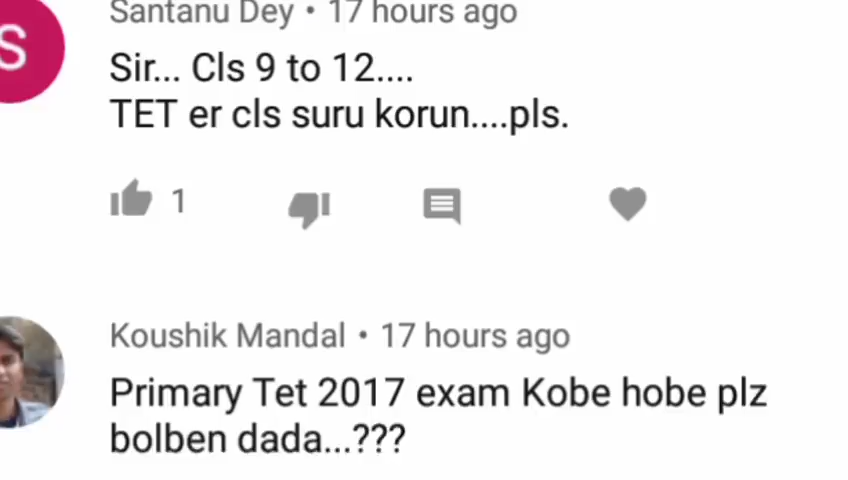 S
Santanu Dey • 17 hours ago
Sir... Cls 9 to 12....
TET er cls suru korun....pls.
1
Koushik Mandal • 17 hours ago
Primary Tet 2017 exam Kobe hobe plz
bolben dada...???